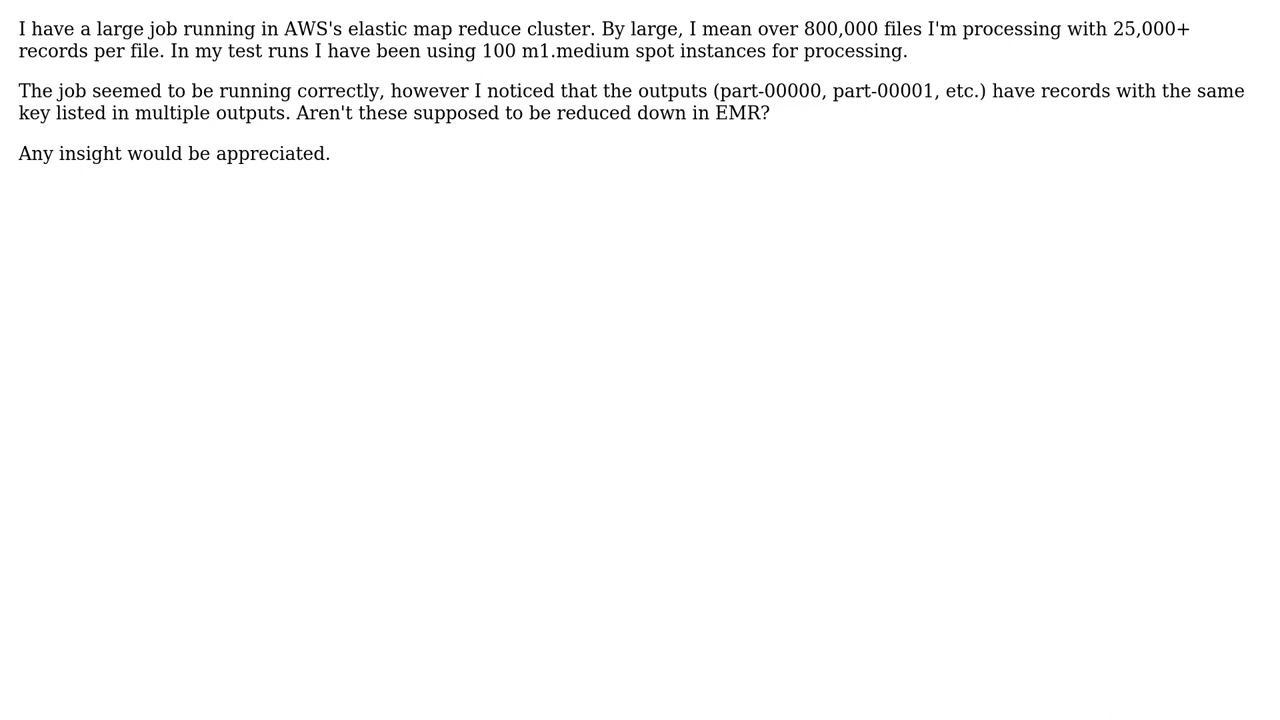 I have a large job running in AWS's elastic map reduce cluster. By large, I mean over 800,000 files I'm processing with 25,000+
records per file. In my test runs I have been using 100 m1.medium spot instances for processing.
The job seemed to be running correctly, however I noticed that the outputs (part-00000, part-00001, etc.) have records with the same
key listed in multiple outputs. Aren't these supposed to be reduced down in EMR?
Any insight would be appreciated.